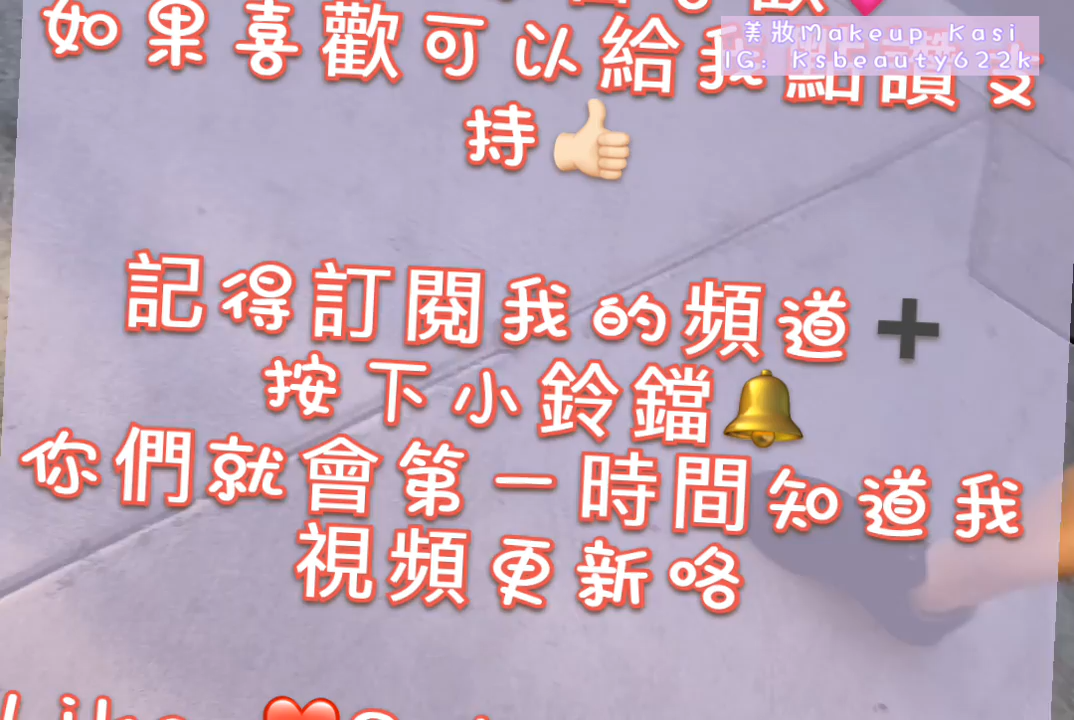 美妝Makeup Kasi
IG: Ksbeauty622k
如果喜歡可以給我點讚支
持👍🏻
記得訂閱我的頻道➕
按下小鈴鐺🔔
你們就會第一時間知道我
視頻更新咯